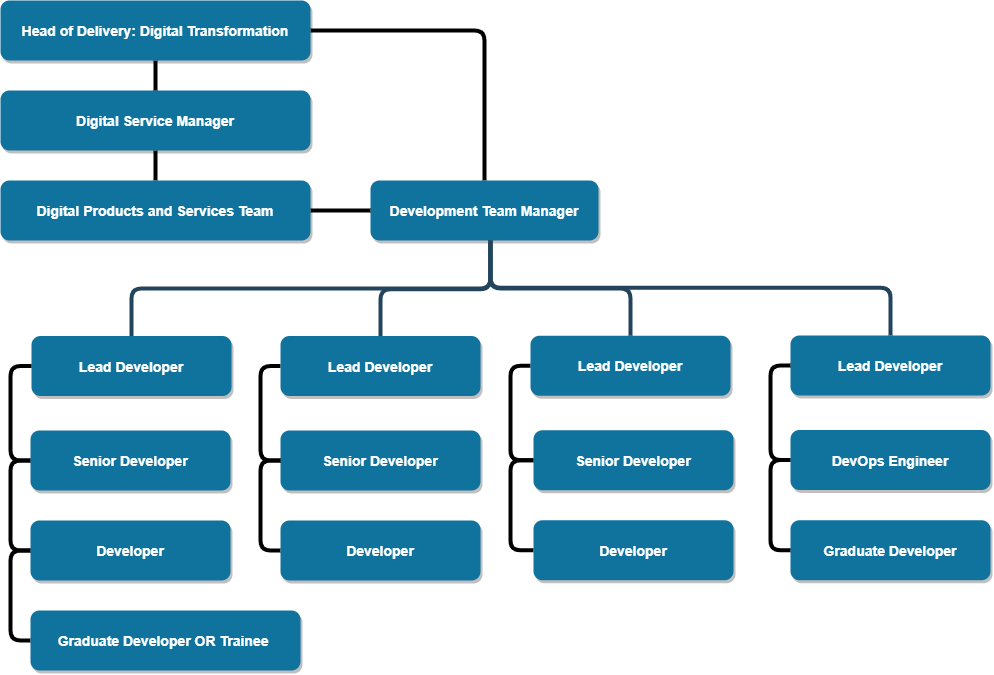 Head of Delivery: Digital Transformation
Digital Service Manager
Digital Products and Services Team
Development Team Manager
Lead Developer
Lead Developer
Lead Developer
Lead Developer
Senior Developer
Senior Developer
Senior Developer
DevOps Engineer
Developer
Developer
Developer
Graduate Developer
Graduate Developer OR Trainee